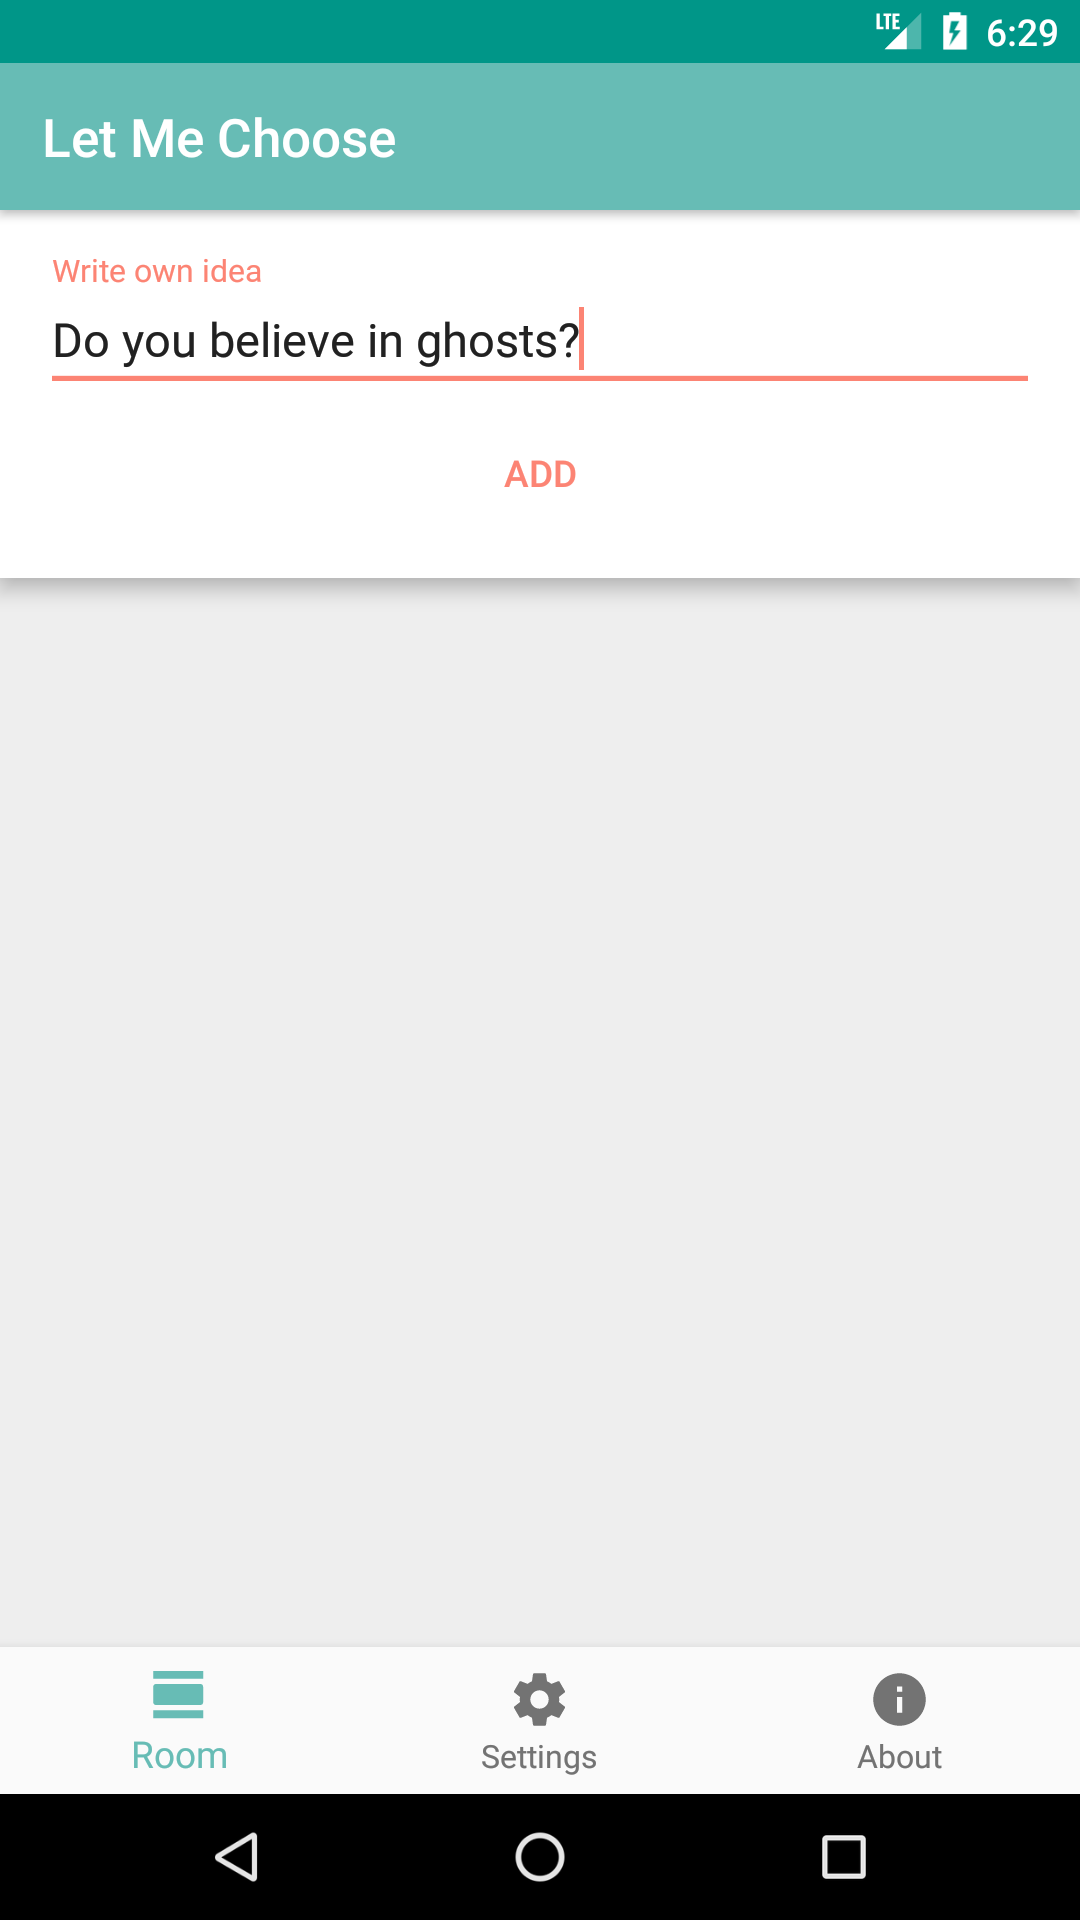 LTE 6:29
Let Me Choose
Write own idea
Do you believe in ghosts?
ADD
Room Settings About